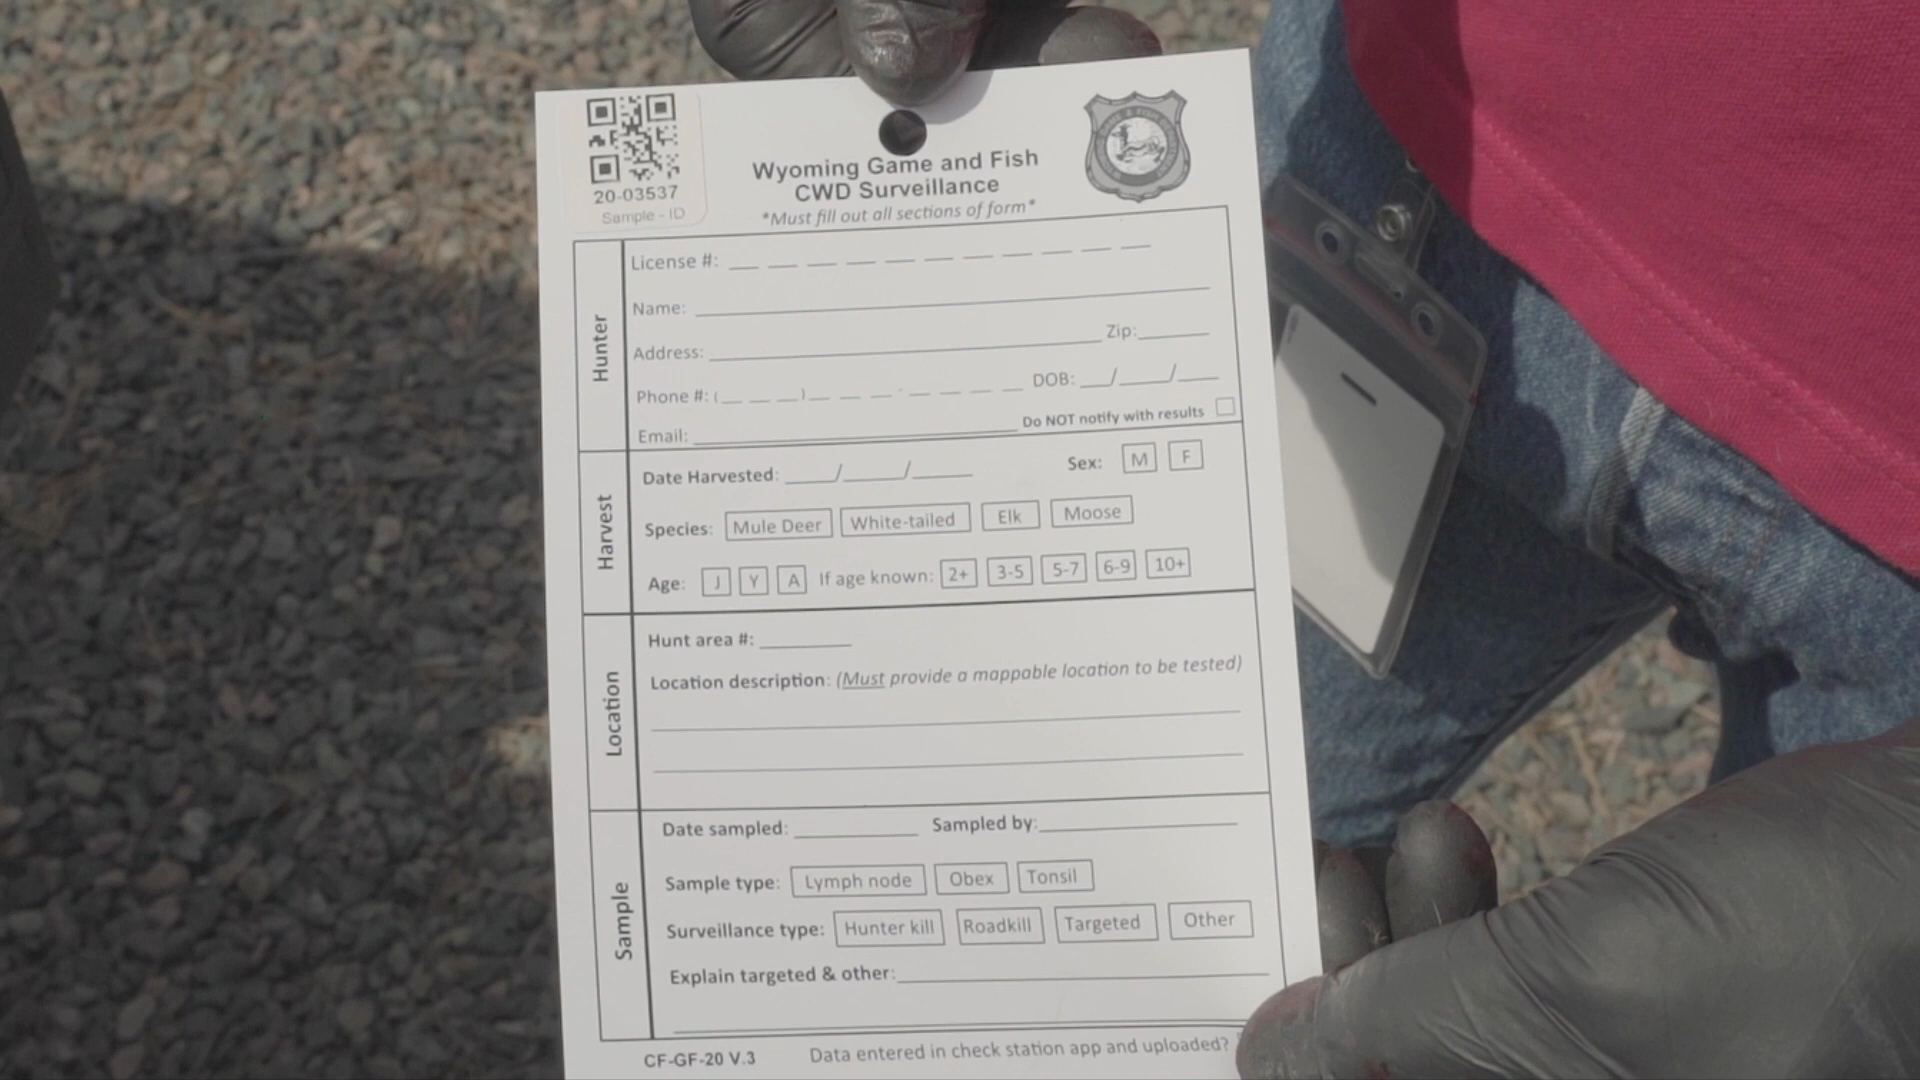 20-03537
Sample - ID
Wyoming Game and Fish
CWD Surveillance
*Must fill out all sections of form*
Hunter
License #:
Name:
Address: Zip:
Phone #: ( ) - DOB: / /
Email: Do NOT notify with results
Harvest
Date Harvested: / / Sex: M F
Species: Mule Deer White-tailed Elk Moose
Age: J Y A If age known: 2+ 3-5 5-7 6-9 10+
Location
Hunt area #:
Location description: (Must provide a mappable location to be tested)
Sample
Date sampled: Sampled by:
Sample type: Lymph node Obex Tonsil
Surveillance type: Hunter kill Roadkill Targeted Other
Explain targeted & other:
CF-GF-20 V.3 Data entered in check station app and uploaded?